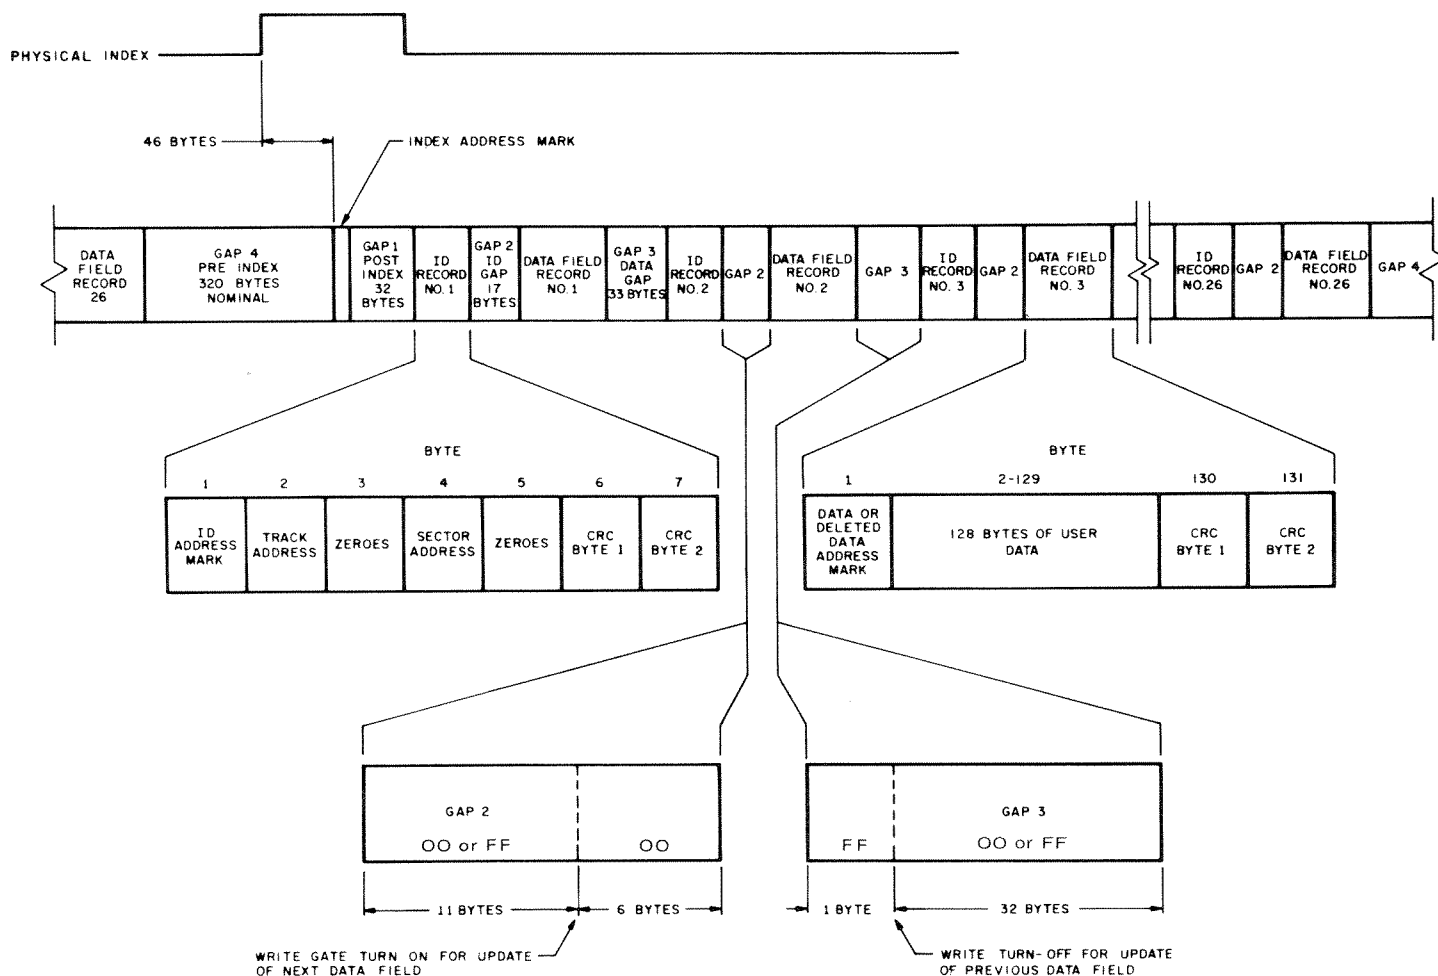 PHYSICAL INDEX
46 BYTES
INDEX ADDRESS MARK
DATA
FIELD
RECORD
26
GAP 4
PRE INDEX
320 BYTES
NOMINAL
GAP 1
POST
INDEX
32
BYTES
ID
RECORD
NO. 1
GAP 2
ID
GAP
17
BYTES
DATA FIELD
RECORD
NO. 1
GAP 3
DATA
GAP
33 BYTES
ID
RECORD
NO. 2
GAP 2
DATA FIELD
RECORD
NO. 2
GAP 3
ID
RECORD
NO. 3
GAP 2
DATA FIELD
RECORD
NO. 3
ID
RECORD
NO. 26
GAP 2
DATA FIELD
RECORD
NO. 26
GAP 4
BYTE
1 2 3 4 5 6 7
ID
ADDRESS
MARK
TRACK
ADDRESS
ZEROES
SECTOR
ADDRESS
ZEROES
CRC
BYTE 1
CRC
BYTE 2
BYTE
1 2-129 130 131
DATA OR
DELETED
DATA
ADDRESS
MARK
128 BYTES OF USER
DATA
CRC
BYTE 1
CRC
BYTE 2
GAP 2
OO or FF
OO
11 BYTES
6 BYTES
WRITE GATE TURN ON FOR UPDATE
OF NEXT DATA FIELD
GAP 3
FF
OO or FF
1 BYTE
32 BYTES
WRITE TURN-OFF FOR UPDATE
OF PREVIOUS DATA FIELD